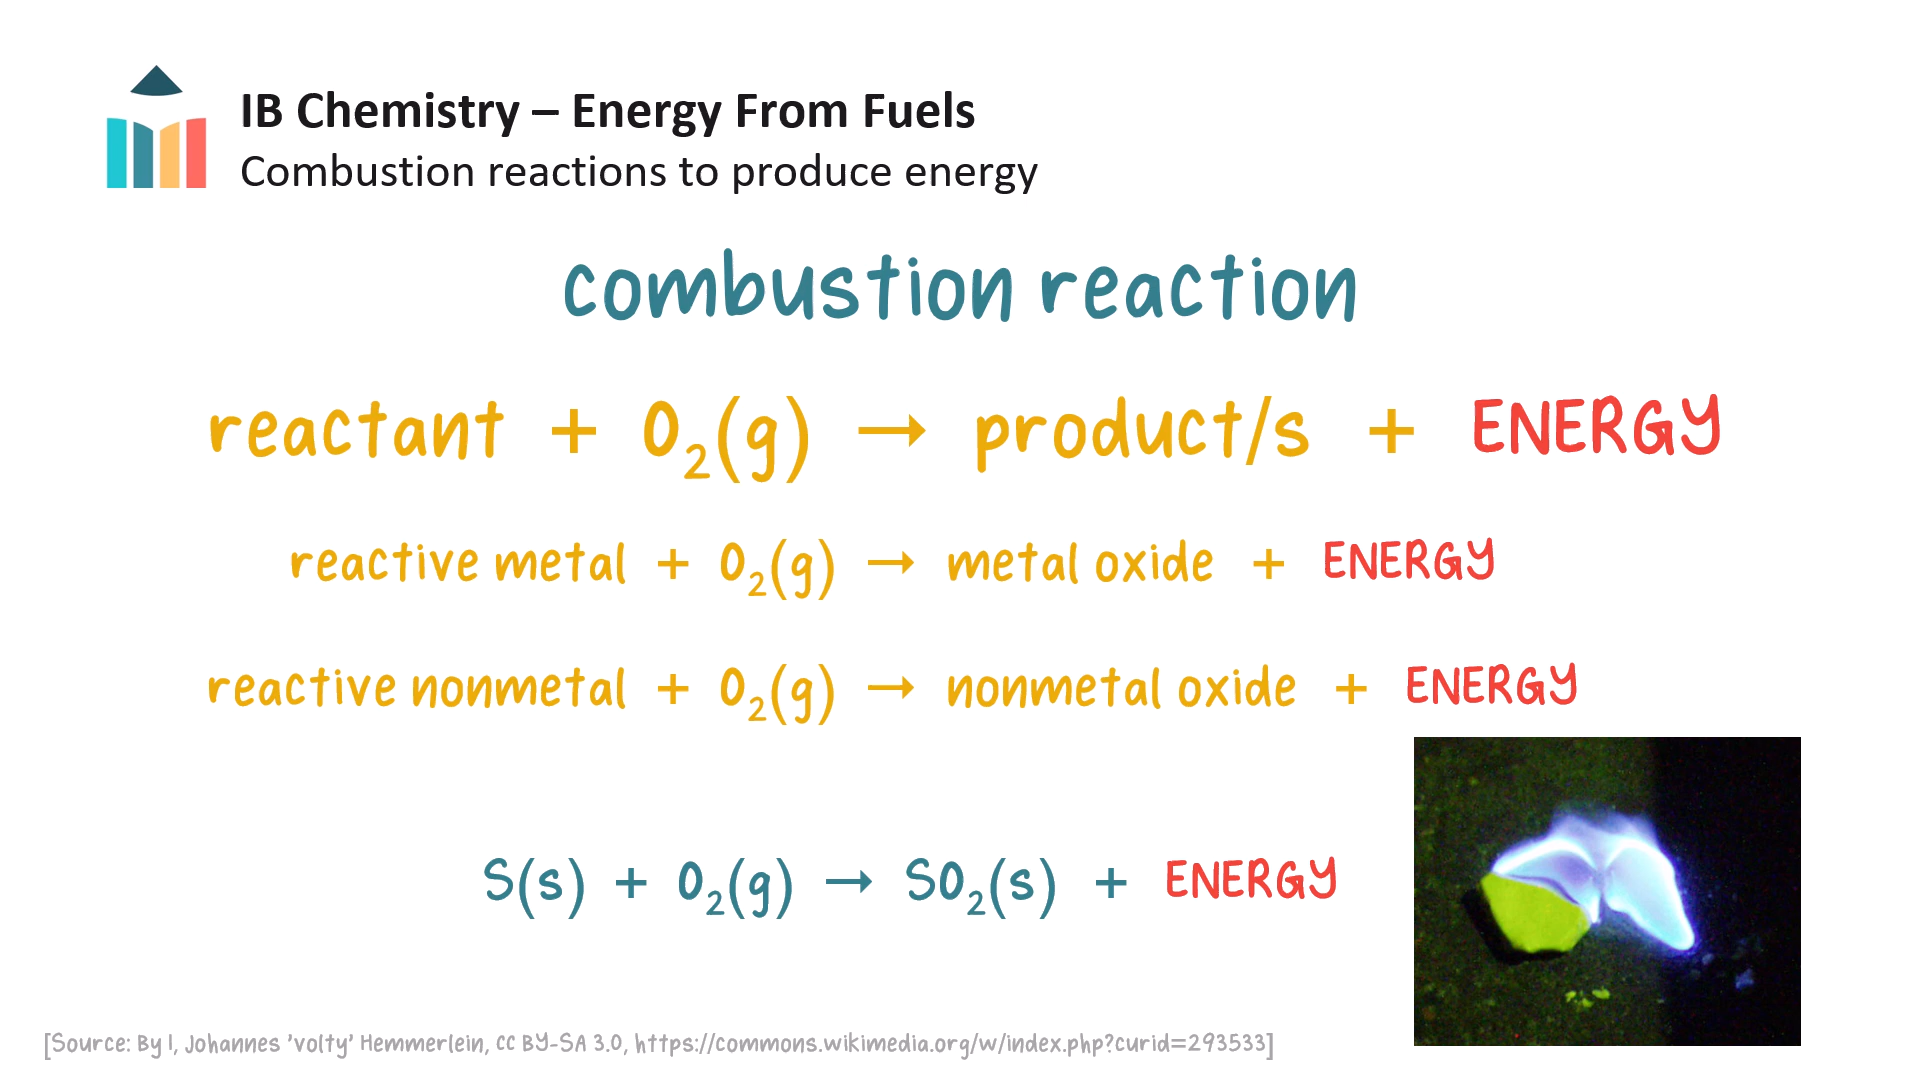 IB Chemistry – Energy From Fuels
Combustion reactions to produce energy
combustion reaction
reactant + O₂(g) → product/s + ENERGY
reactive metal + O₂(g) → metal oxide + ENERGY
reactive nonmetal + O₂(g) → nonmetal oxide + ENERGY
S(s) + O₂(g) → SO₂(s) + ENERGY
[Source: By I, Johannes 'volty' Hemmerlein, CC BY-SA 3.0, https://commons.wikimedia.org/w/index.php?curid=293533]